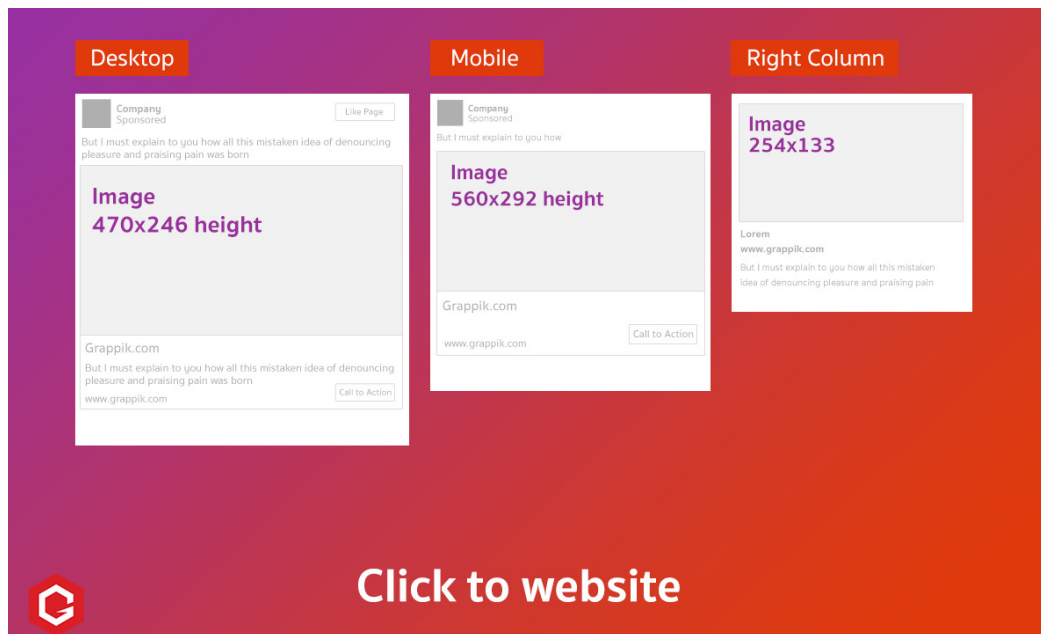 Desktop
Company
Sponsored
Like Page
But I must explain to you how all this mistaken idea of denouncing
pleasure and praising pain was born
Image
470x246 height
Grappik.com
But I must explain to you how all this mistaken idea of denouncing
pleasure and praising pain was born
www.grappik.com
Call to Action
Mobile
Company
Sponsored
But I must explain to you how
Image
560x292 height
Grappik.com
www.grappik.com
Call to Action
Right Column
Image
254x133
Lorem
www.grappik.com
But I must explain to you how all this mistaken
idea of denouncing pleasure and praising pain
Click to website
G